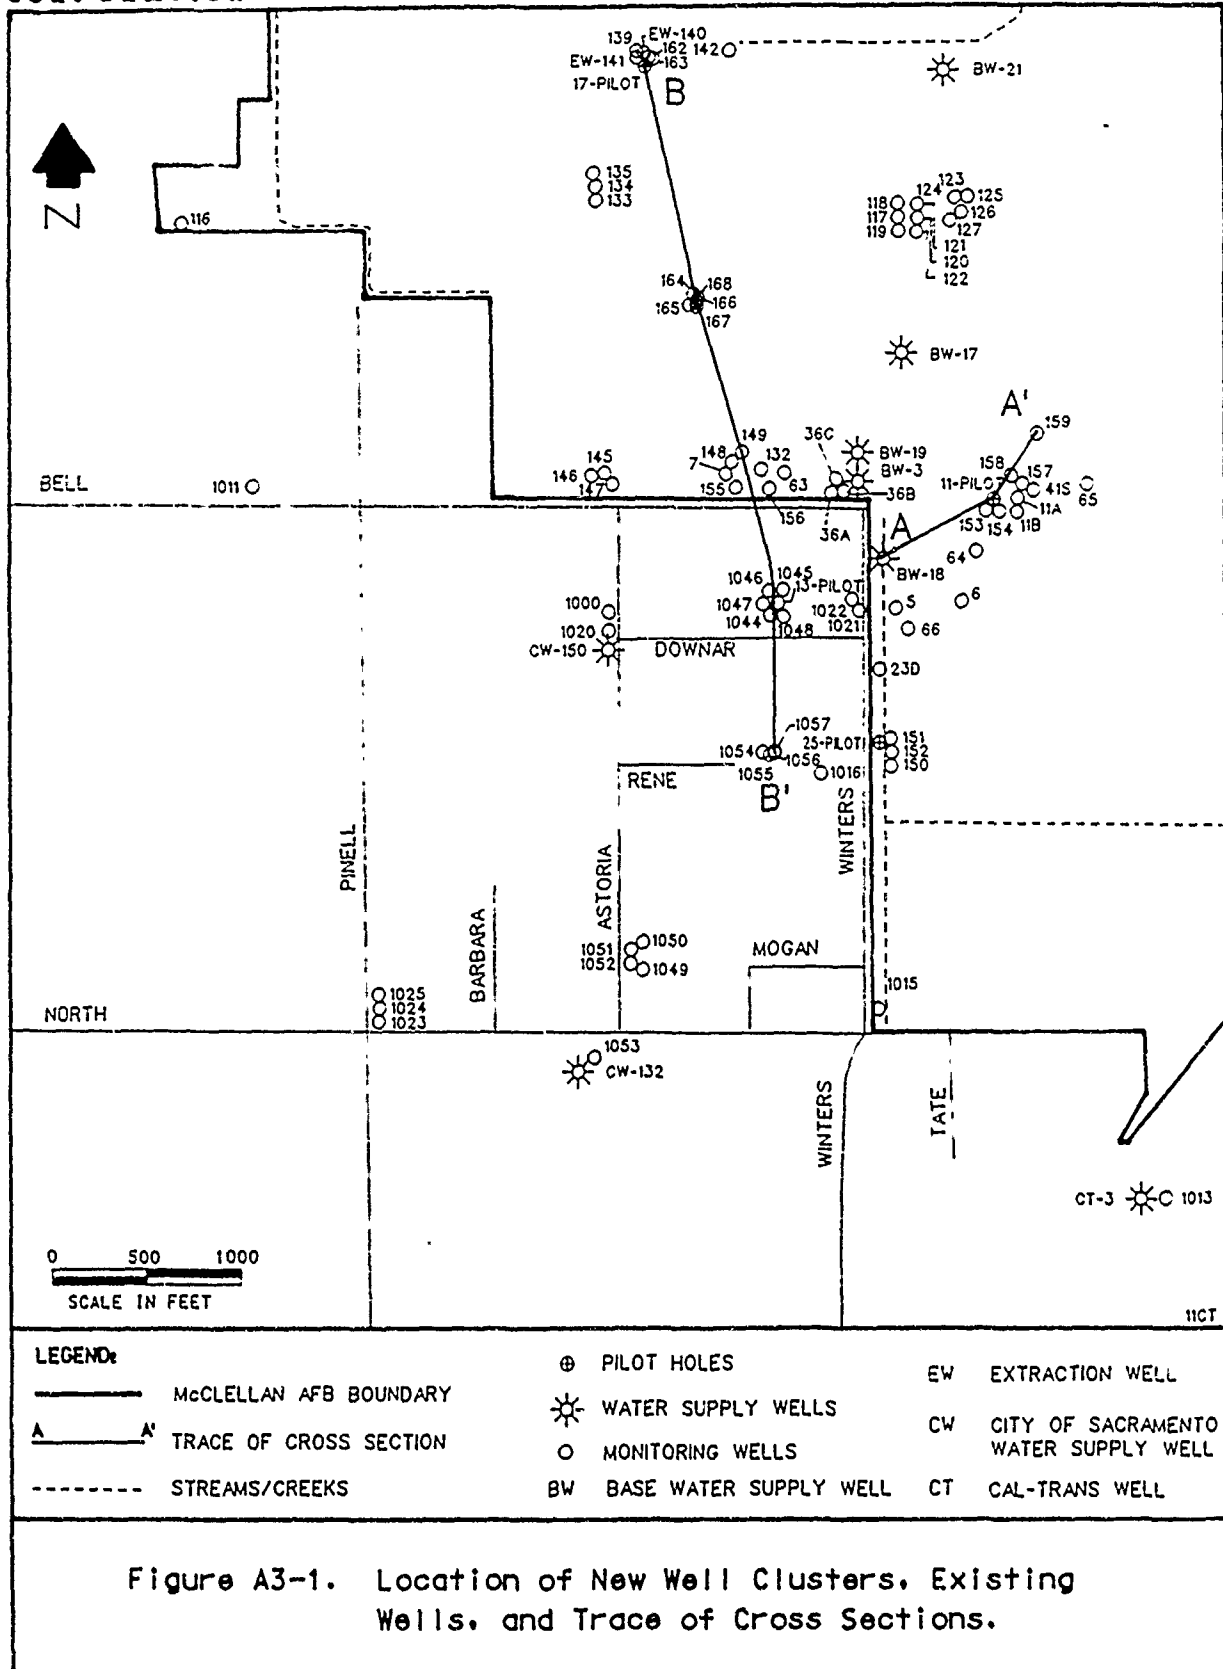 139 EW-140
EW-141 162 142
163
17-PILOT
B
BW-21
N
135
134
133
116
123
118 124 125
117 126
119 127
121
120
122
164 168
165 166
167
BW-17
A'
159
149
148 132
7
155 63
156
36C
BW-19
BW-3
36B
36A
145
146
147
BELL
1011
158 157
11-PILOT 41S 65
11A
153 154 11B
A
BW-18
64
1046 1045
13-PILOT
1047
1044 1048
1022
1021
5 6
66
1000
1020
CW-150
DOWNAR
23D
1057
1054 25-PILOT
1055 1056
1016
151
152
150
RENE
B'
PINELL
BARBARA
ASTORIA
WINTERS
1050
1051
1052
1049
MOGAN
1015
1025
1024
1023
NORTH
1053
CW-132
WINTERS
TATE
CT-3 1013
0 500 1000
SCALE IN FEET
11CT
LEGEND:
McCLELLAN AFB BOUNDARY
A A' TRACE OF CROSS SECTION
STREAMS/CREEKS
PILOT HOLES
WATER SUPPLY WELLS
MONITORING WELLS
BW BASE WATER SUPPLY WELL
EW EXTRACTION WELL
CW CITY OF SACRAMENTO
WATER SUPPLY WELL
CT CAL-TRANS WELL
Figure A3-1. Location of New Well Clusters, Existing
Wells, and Trace of Cross Sections.